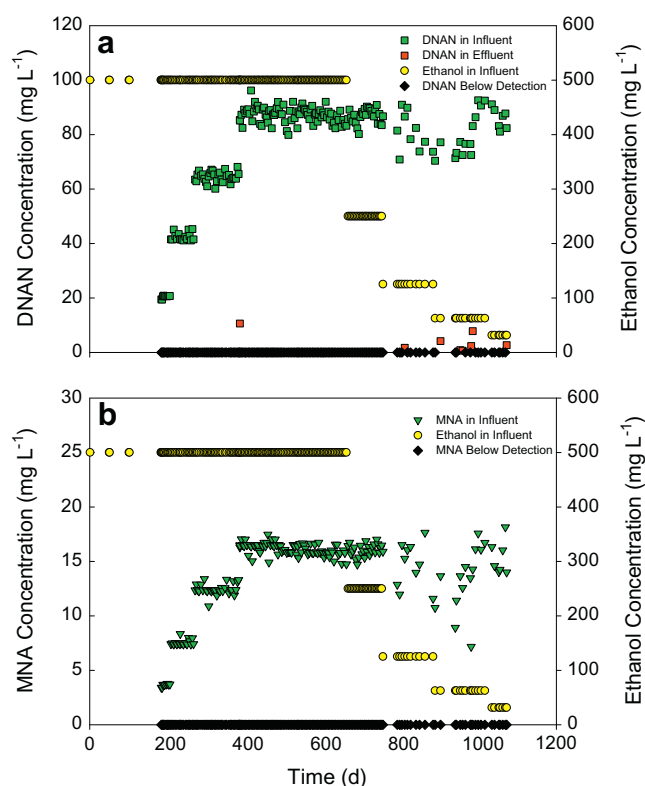 a
DNAN in Influent
DNAN in Effluent
Ethanol in Influent
DNAN Below Detection
120
100
80
60
40
20
0
DNAN Concentration (mg L⁻¹)
600
500
400
300
200
100
0
Ethanol Concentration (mg L⁻¹)
b
MNA in Influent
Ethanol in Influent
MNA Below Detection
30
25
20
15
10
5
0
MNA Concentration (mg L⁻¹)
600
500
400
300
200
100
0
Ethanol Concentration (mg L⁻¹)
0 200 400 600 800 1000 1200
Time (d)